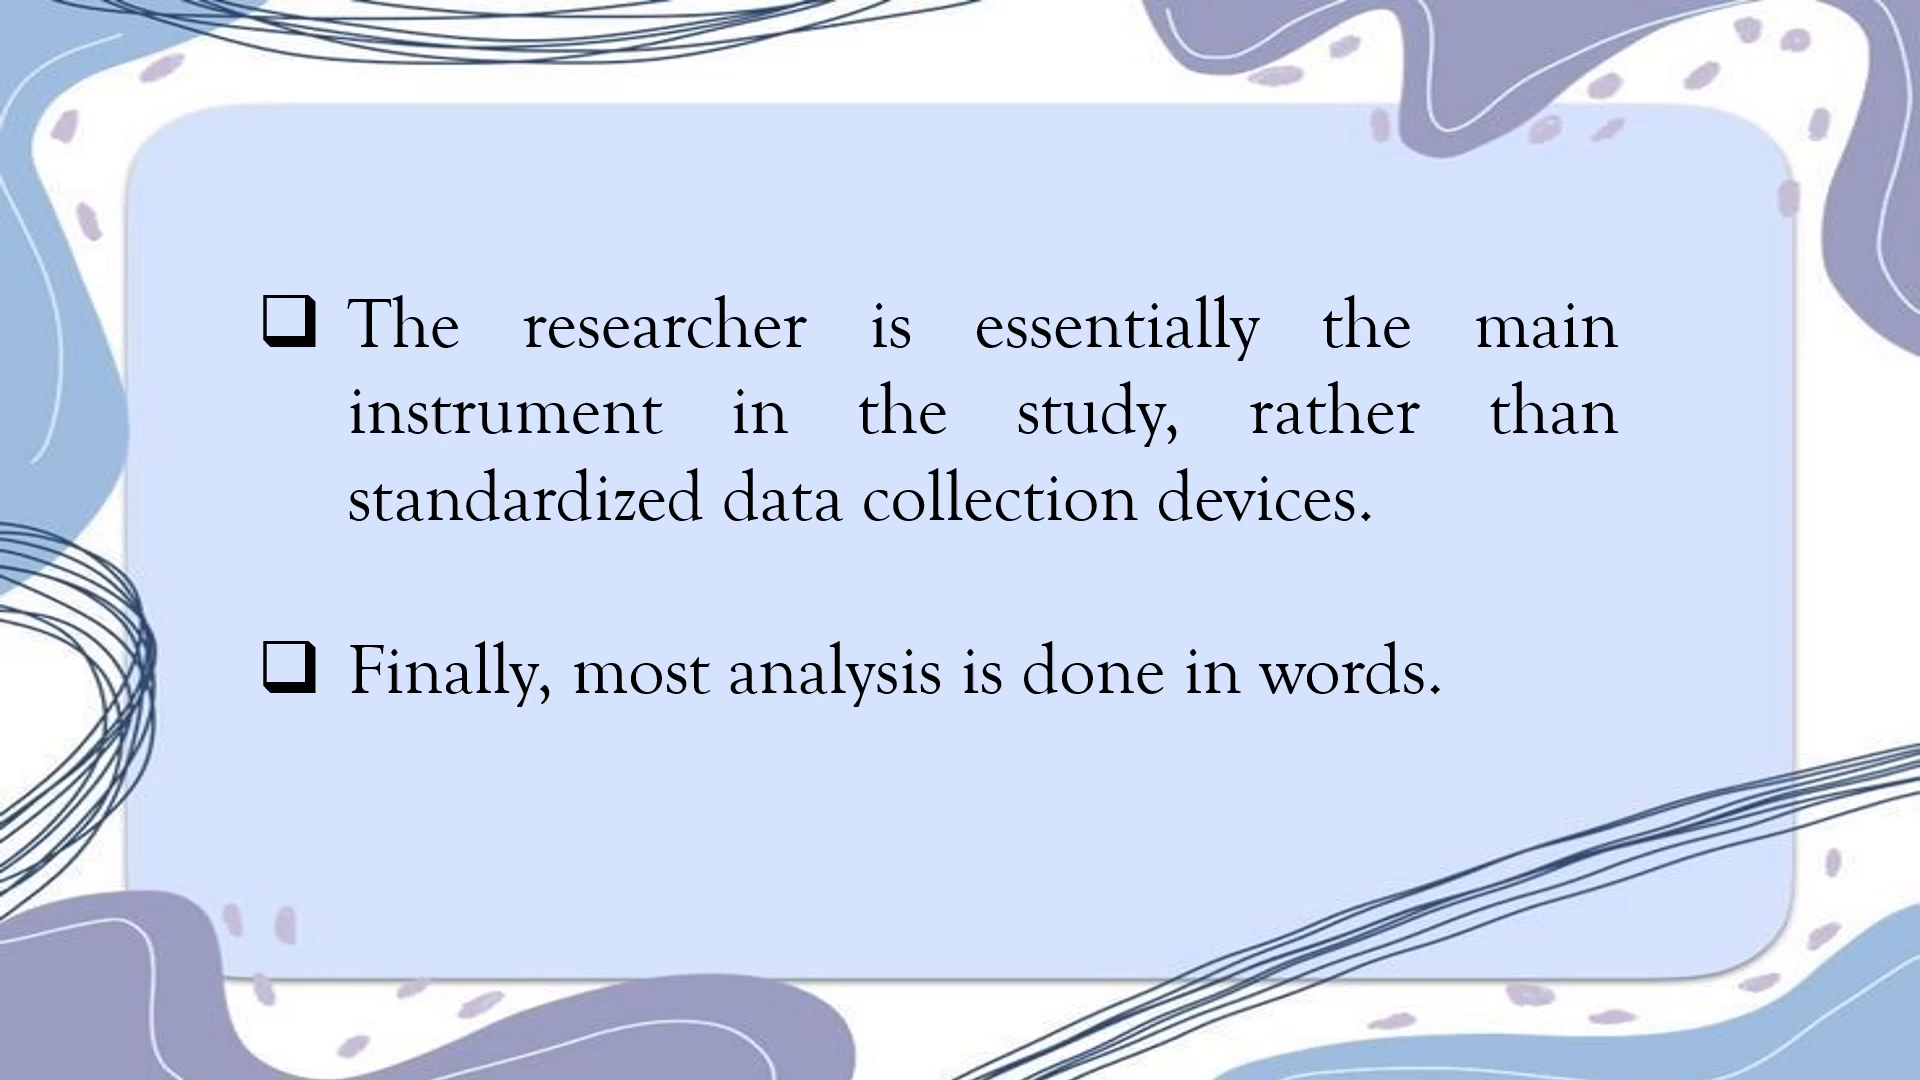 ❑ The researcher is essentially the main
instrument in the study, rather than
standardized data collection devices.
❑ Finally, most analysis is done in words.